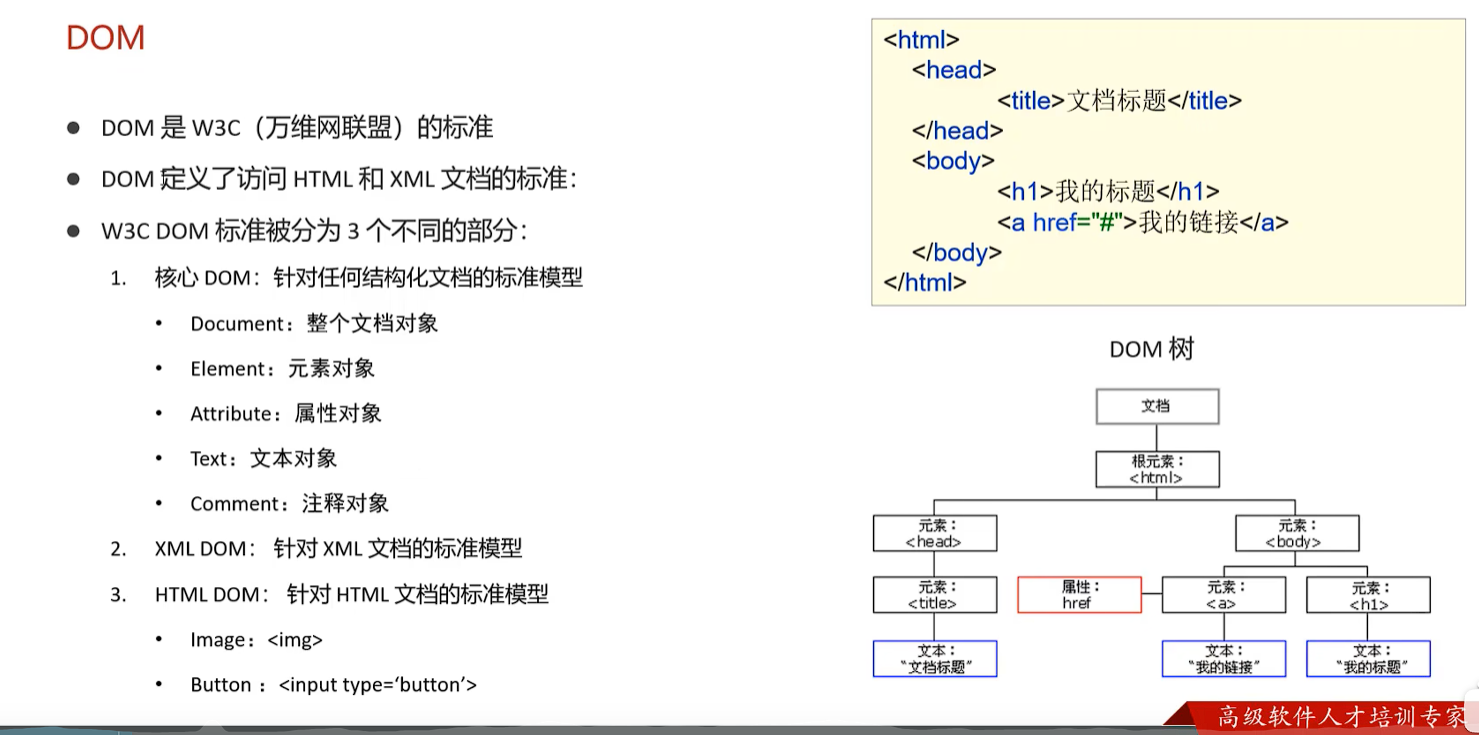 DOM
● DOM 是 W3C（万维网联盟）的标准
● DOM 定义了访问 HTML 和 XML 文档的标准：
● W3C DOM 标准被分为 3 个不同的部分：
1. 核心 DOM：针对任何结构化文档的标准模型
• Document：整个文档对象
• Element：元素对象
• Attribute：属性对象
• Text：文本对象
• Comment：注释对象
2. XML DOM： 针对 XML 文档的标准模型
3. HTML DOM： 针对 HTML 文档的标准模型
• Image：<img>
• Button ：<input type=‘button’>
<html>
<head>
<title>文档标题</title>
</head>
<body>
<h1>我的标题</h1>
<a href="#">我的链接</a>
</body>
</html>
DOM 树
文档
根元素：
<html>
元素：
<head>
元素：
<body>
元素：
<title>
属性：
href
元素：
<a>
元素：
<h1>
文本：
“文档标题”
文本：
“我的链接”
文本：
“我的标题”
高级软件人才培训专家